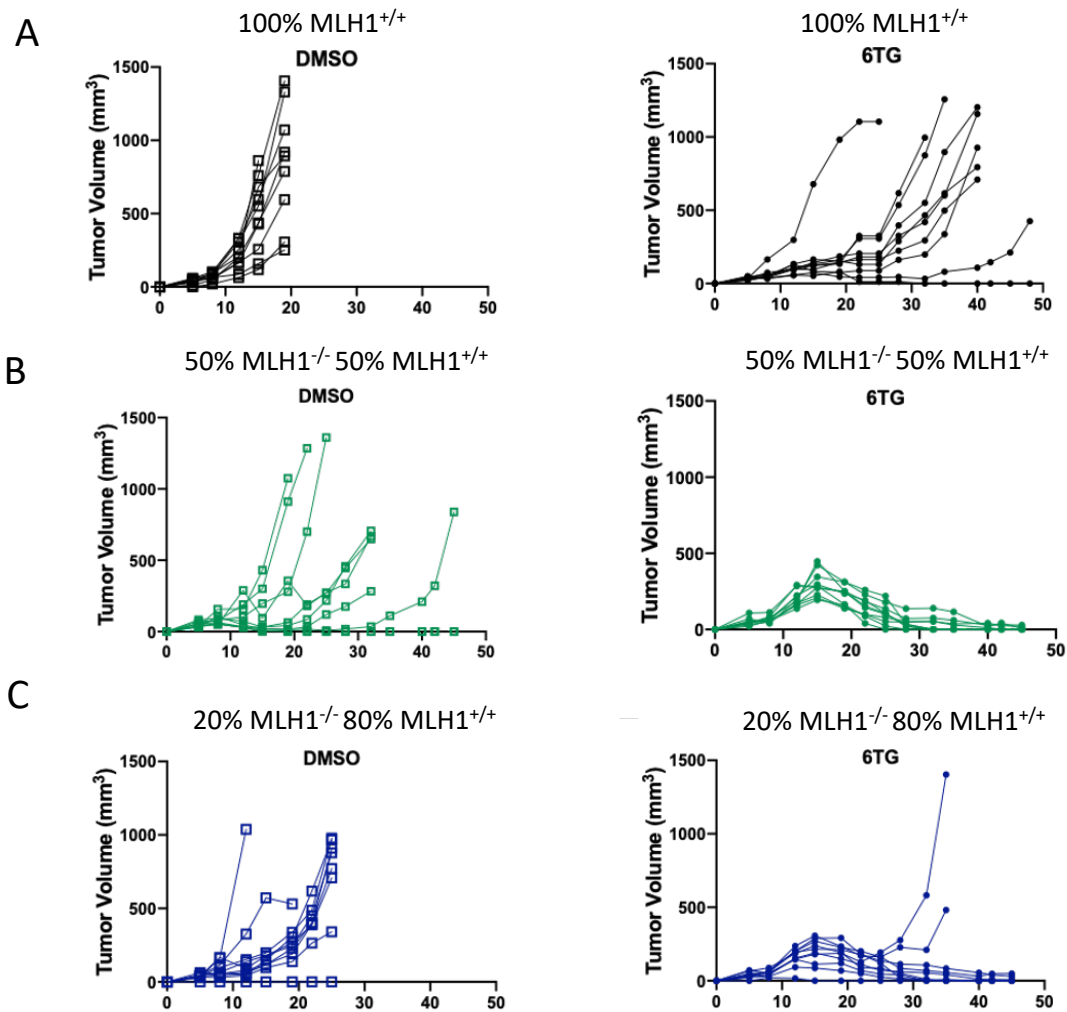 A
100% MLH1+/+
DMSO
Tumor Volume (mm3)
1500
1000
500
0
0 10 20 30 40 50
100% MLH1+/+
6TG
Tumor Volume (mm3)
1500
1000
500
0
0 10 20 30 40 50
B
50% MLH1-/- 50% MLH1+/+
DMSO
Tumor Volume (mm3)
1500
1000
500
0
0 10 20 30 40 50
50% MLH1-/- 50% MLH1+/+
6TG
Tumor Volume (mm3)
1500
1000
500
0
0 10 20 30 40 50
C
20% MLH1-/- 80% MLH1+/+
DMSO
Tumor Volume (mm3)
1500
1000
500
0
0 10 20 30 40 50
20% MLH1-/- 80% MLH1+/+
6TG
Tumor Volume (mm3)
1500
1000
500
0
0 10 20 30 40 50